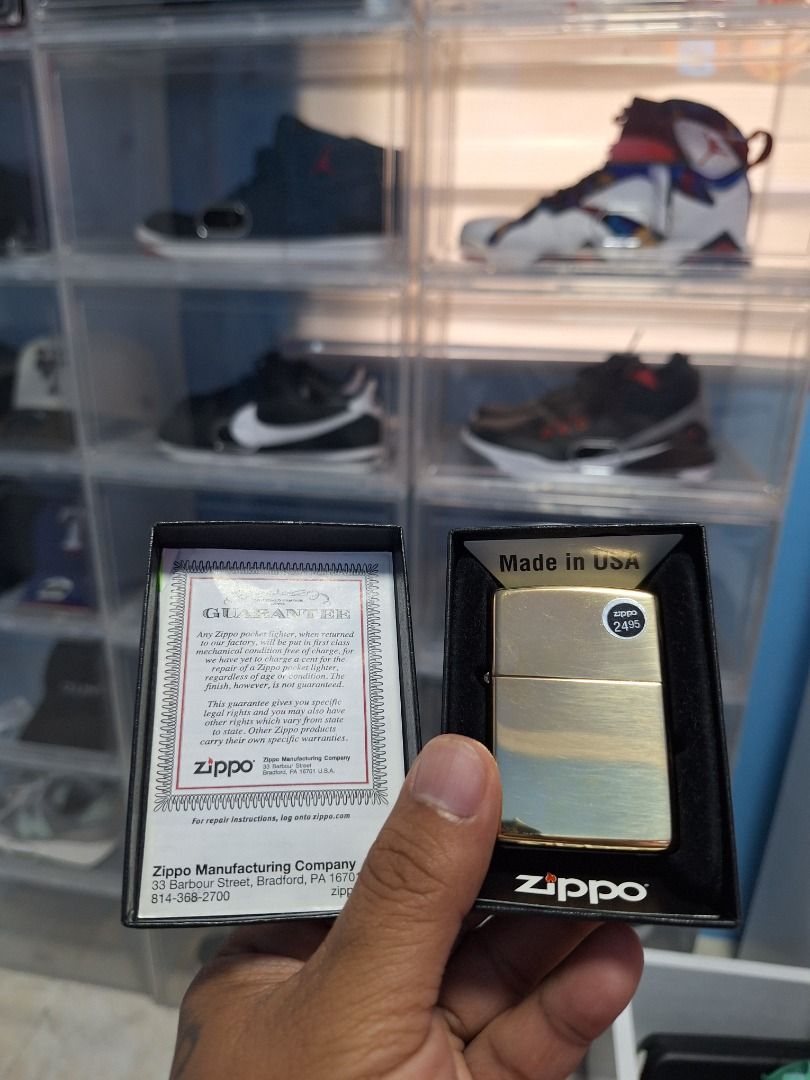 GUARANTEE
Any Zippo pocket lighter, when returned
to our factory, will be put in first class
mechanical condition free of charge, for
we have yet to charge a cent for the
repair of a Zippo pocket lighter,
regardless of age or condition. The
finish, however, is not guaranteed.
This guarantee gives you specific
legal rights and you may also have
other rights which vary from state
to state. Other Zippo products
carry their own specific warranties.
zippo
Zippo Manufacturing Company
33 Barbour Street
Bradford, PA 16701 U.S.A.
For repair instructions, log onto zippo.com
Zippo Manufacturing Company
33 Barbour Street, Bradford, PA 1670
814-368-2700
zipp
Made in USA
zippo
24.95
zippo